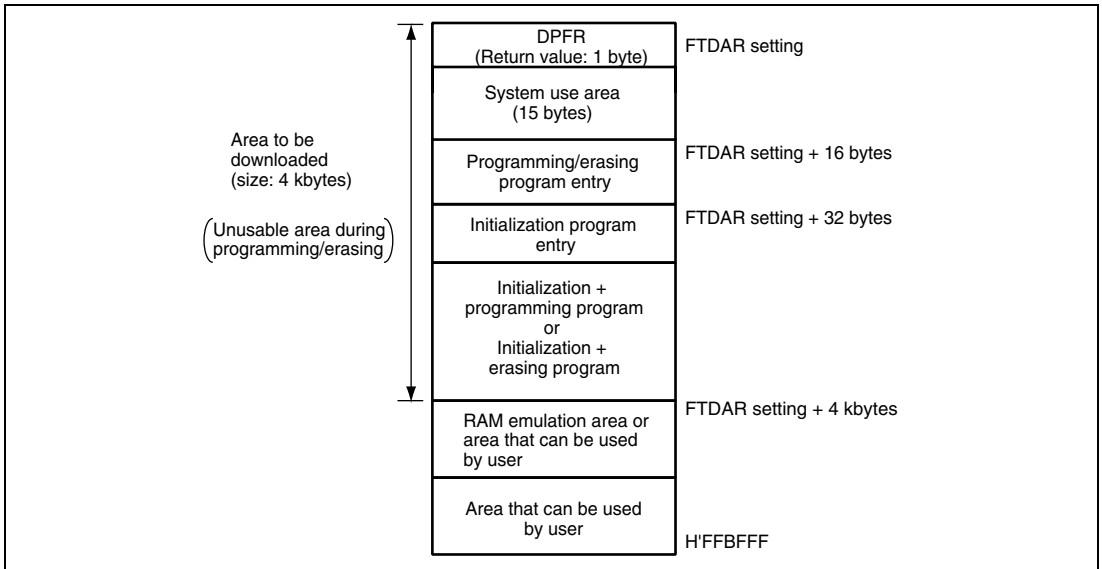 DPFR
(Return value: 1 byte)
FTDAR setting
System use area
(15 bytes)
Area to be
downloaded
(size: 4 kbytes)
(Unusable area during
programming/erasing)
FTDAR setting + 16 bytes
Programming/erasing
program entry
FTDAR setting + 32 bytes
Initialization program
entry
Initialization +
programming program
or
Initialization +
erasing program
FTDAR setting + 4 kbytes
RAM emulation area or
area that can be used
by user
Area that can be used
by user
H'FFBFFF